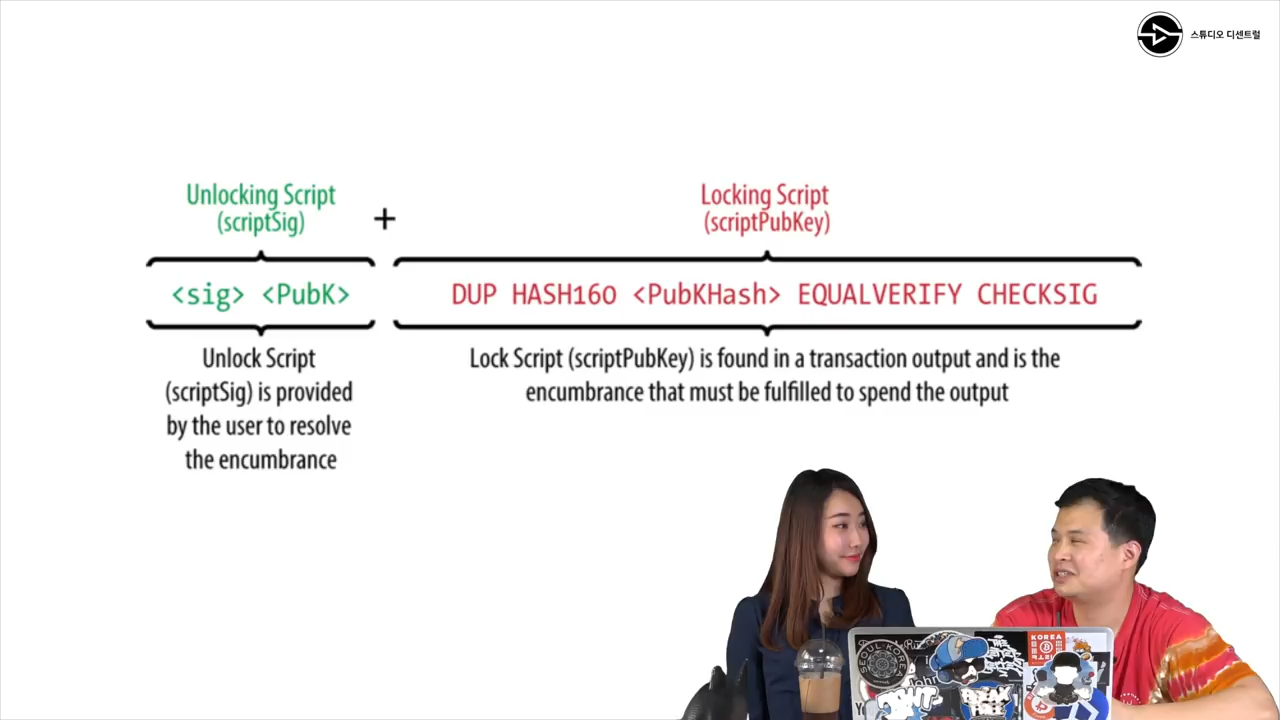 스튜디오 디센트럴
Unlocking Script
(scriptSig)
+
Locking Script
(scriptPubKey)
<sig> <PubK>
DUP HASH160 <PubKHash> EQUALVERIFY CHECKSIG
Unlock Script
(scriptSig) is provided
by the user to resolve
the encumbrance
Lock Script (scriptPubKey) is found in a transaction output and is the
encumbrance that must be fulfilled to spend the output
SEOUL KOREA
KOREA